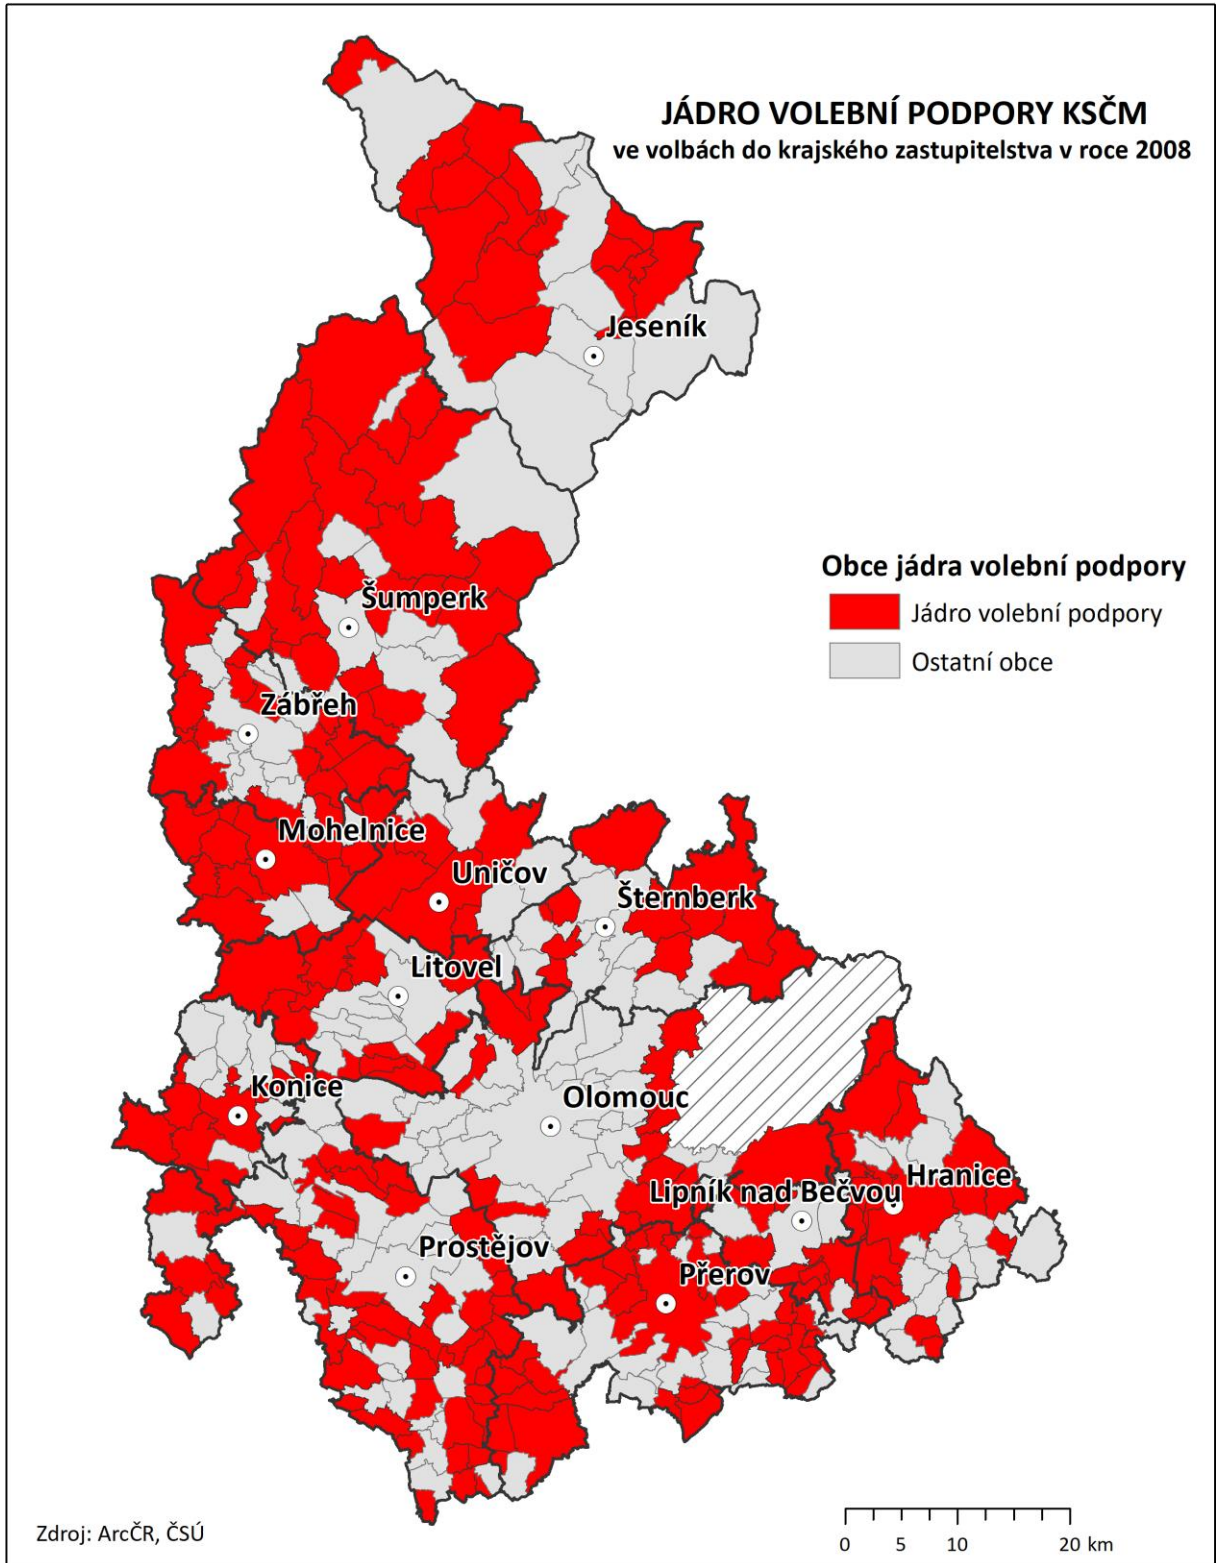 JÁDRO VOLEBNÍ PODPORY KSČM
ve volbách do krajského zastupitelstva v roce 2008
Jeseník
Obce jádra volební podpory
Jádro volební podpory
Ostatní obce
Šumperk
Zábřeh
Mohelnice
Uničov
Šternberk
Litovel
Konice
Olomouc
Hranice
Lipník nad Bečvou
Prostějov
Přerov
Zdroj: ArcČR, ČSÚ
0 5 10 20 km